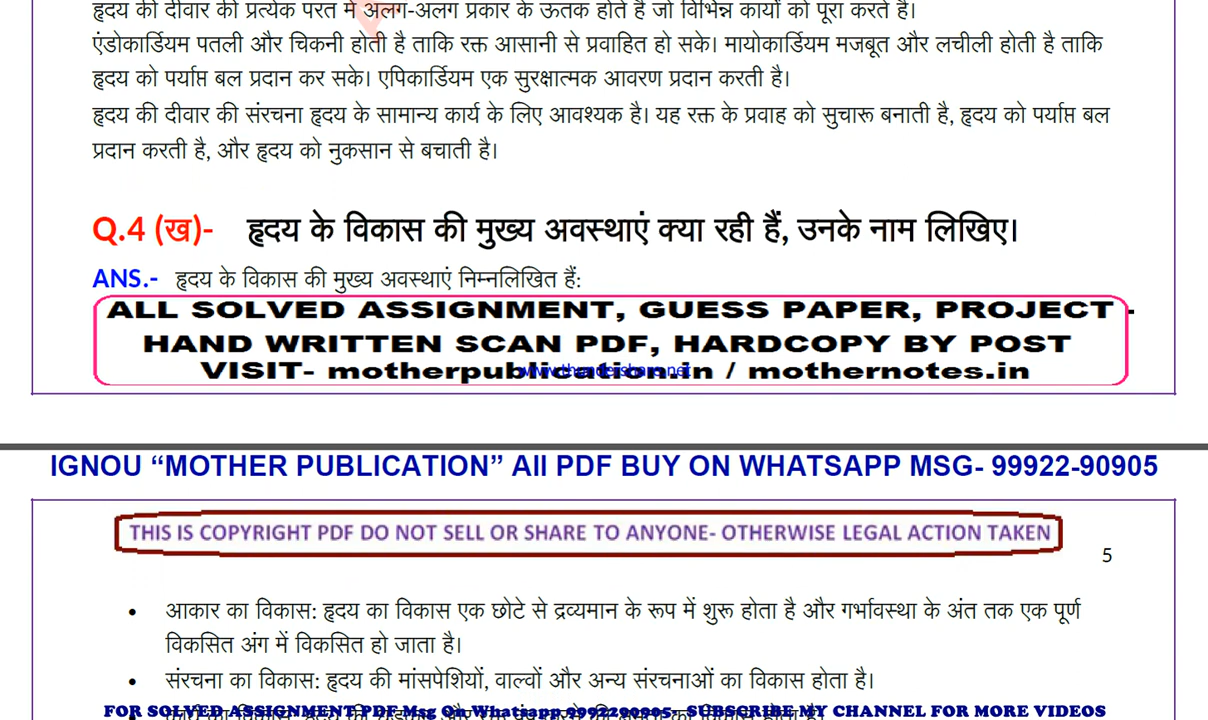 हृदय की दीवार की प्रत्येक परत में अलग-अलग प्रकार के ऊतक होते हैं जो विभिन्न कार्यों को पूरा करते हैं।
एंडोकार्डियम पतली और चिकनी होती है ताकि रक्त आसानी से प्रवाहित हो सके। मायोकार्डियम मजबूत और लचीली होती है ताकि
हृदय को पर्याप्त बल प्रदान कर सके। एपिकार्डियम एक सुरक्षात्मक आवरण प्रदान करती है।
हृदय की दीवार की संरचना हृदय के सामान्य कार्य के लिए आवश्यक है। यह रक्त के प्रवाह को सुचारू बनाती है, हृदय को पर्याप्त बल
प्रदान करती है, और हृदय को नुकसान से बचाती है।
Q.4 (ख)- हृदय के विकास की मुख्य अवस्थाएं क्या रही हैं, उनके नाम लिखिए।
ANS.- हृदय के विकास की मुख्य अवस्थाएं निम्नलिखित हैं:
ALL SOLVED ASSIGNMENT, GUESS PAPER, PROJECT -
HAND WRITTEN SCAN PDF, HARDCOPY BY POST
VISIT- motherpublication.in / mothernotes.in
www.thundershare.net
IGNOU “MOTHER PUBLICATION” All PDF BUY ON WHATSAPP MSG- 99922-90905
THIS IS COPYRIGHT PDF DO NOT SELL OR SHARE TO ANYONE- OTHERWISE LEGAL ACTION TAKEN
5
• आकार का विकास: हृदय का विकास एक छोटे से द्रव्यमान के रूप में शुरू होता है और गर्भावस्था के अंत तक एक पूर्ण
विकसित अंग में विकसित हो जाता है।
• संरचना का विकास: हृदय की मांसपेशियों, वाल्वों और अन्य संरचनाओं का विकास होता है।
FOR SOLVED ASSIGNMENT PDF Msg On Whatsapp 9992290905, SUBSCRIBE MY CHANNEL FOR MORE VIDEOS